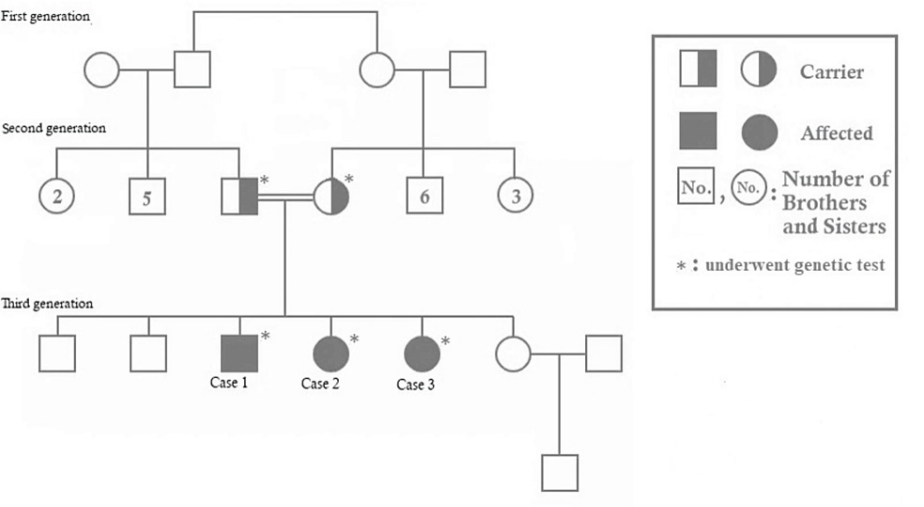 First generation
Second generation
2
5
*
*
6
3
Third generation
*
*
*
Case 1
Case 2
Case 3
Carrier
Affected
No. , No. : Number of
Brothers
and Sisters
* : underwent genetic test